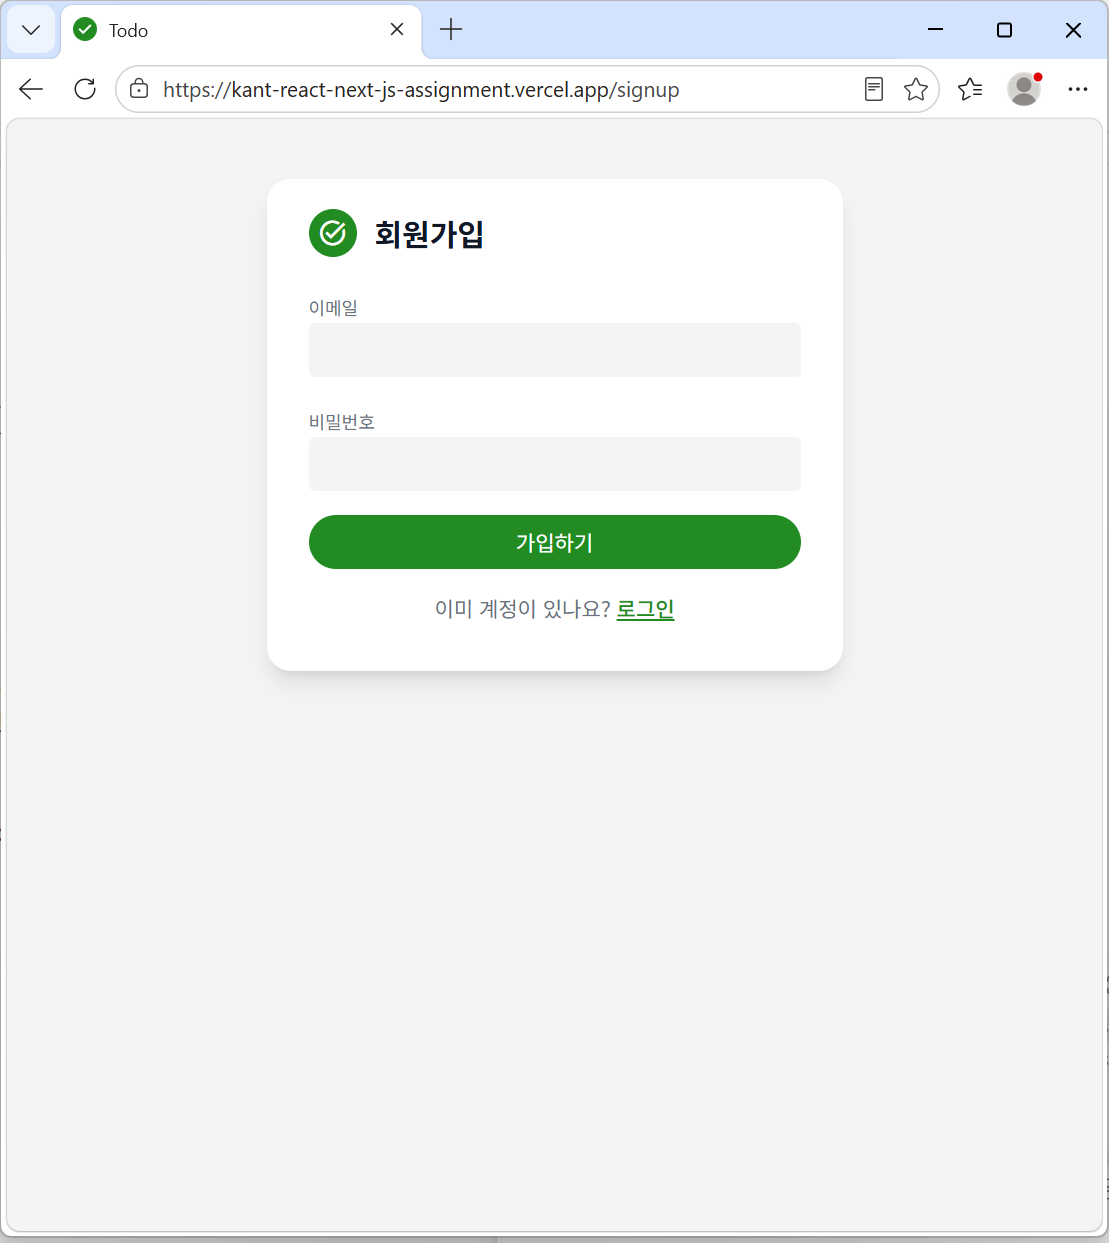 Todo
https://kant-react-next-js-assignment.vercel.app/signup
회원가입
이메일
비밀번호
가입하기
이미 계정이 있나요? 로그인